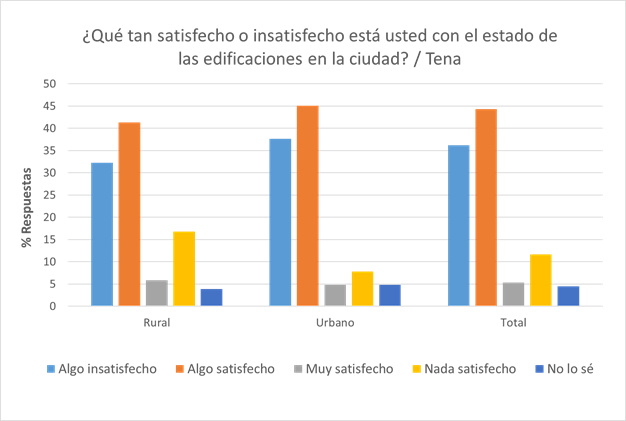 ¿Qué tan satisfecho o insatisfecho está usted con el estado de
las edificaciones en la ciudad? / Tena
50
45
40
35
30
25
20
15
10
5
0
% Respuestas
Rural Urbano Total
Algo insatisfecho Algo satisfecho Muy satisfecho Nada satisfecho No lo sé